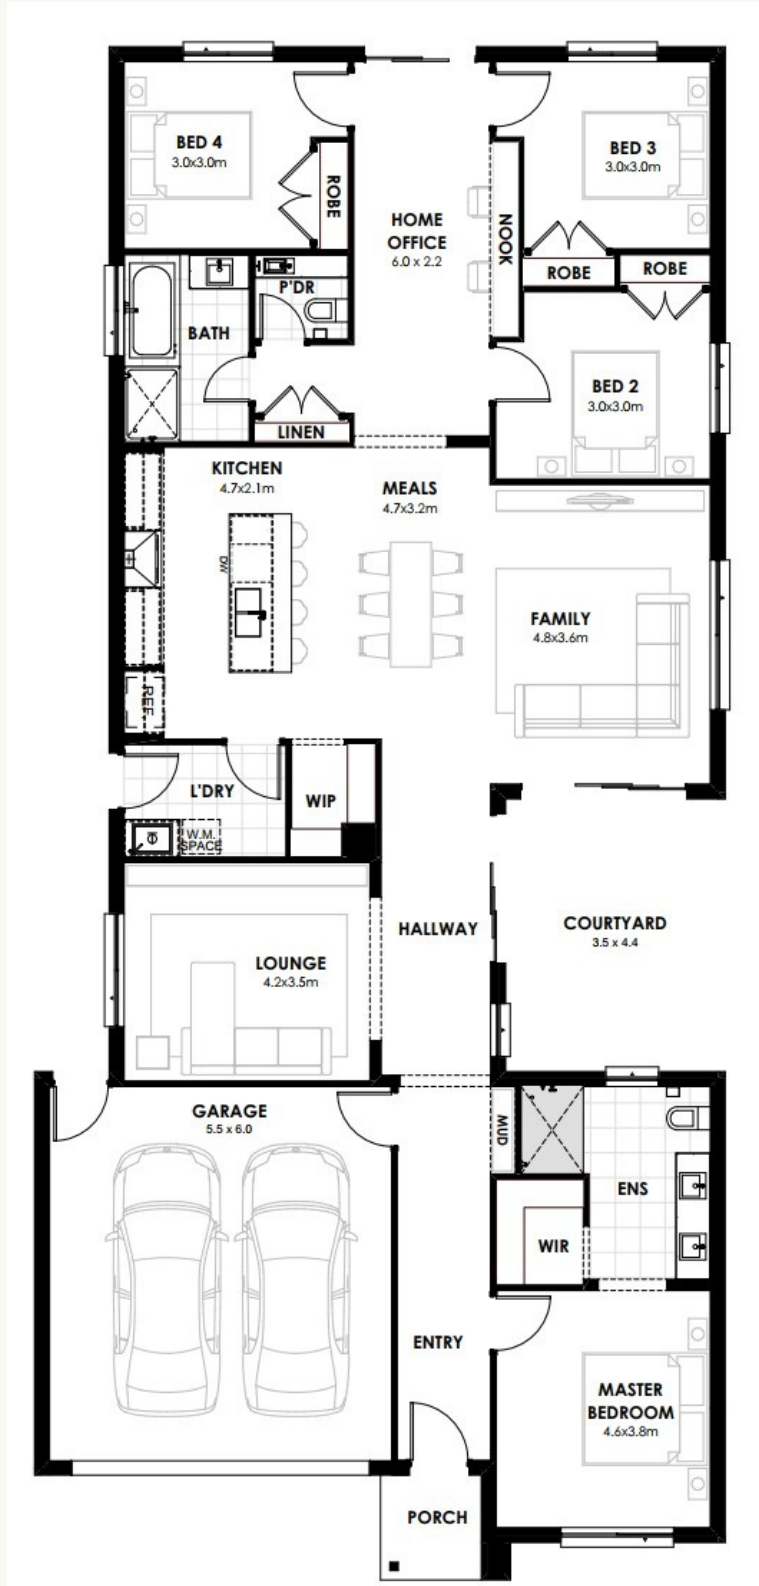 BED 4
3.0x3.0m
ROBE
HOME
OFFICE
6.0 x 2.2
NOOK
BED 3
3.0x3.0m
ROBE
ROBE
P'DR
BATH
LINEN
BED 2
3.0x3.0m
KITCHEN
4.7x2.1m
MEALS
4.7x3.2m
DW
FAMILY
4.8x3.6m
REF
L'DRY
W.M.
SPACE
WIP
HALLWAY
COURTYARD
3.5 x 4.4
LOUNGE
4.2x3.5m
GARAGE
5.5 x 6.0
MUD
ENS
WIR
ENTRY
MASTER
BEDROOM
4.6x3.8m
PORCH